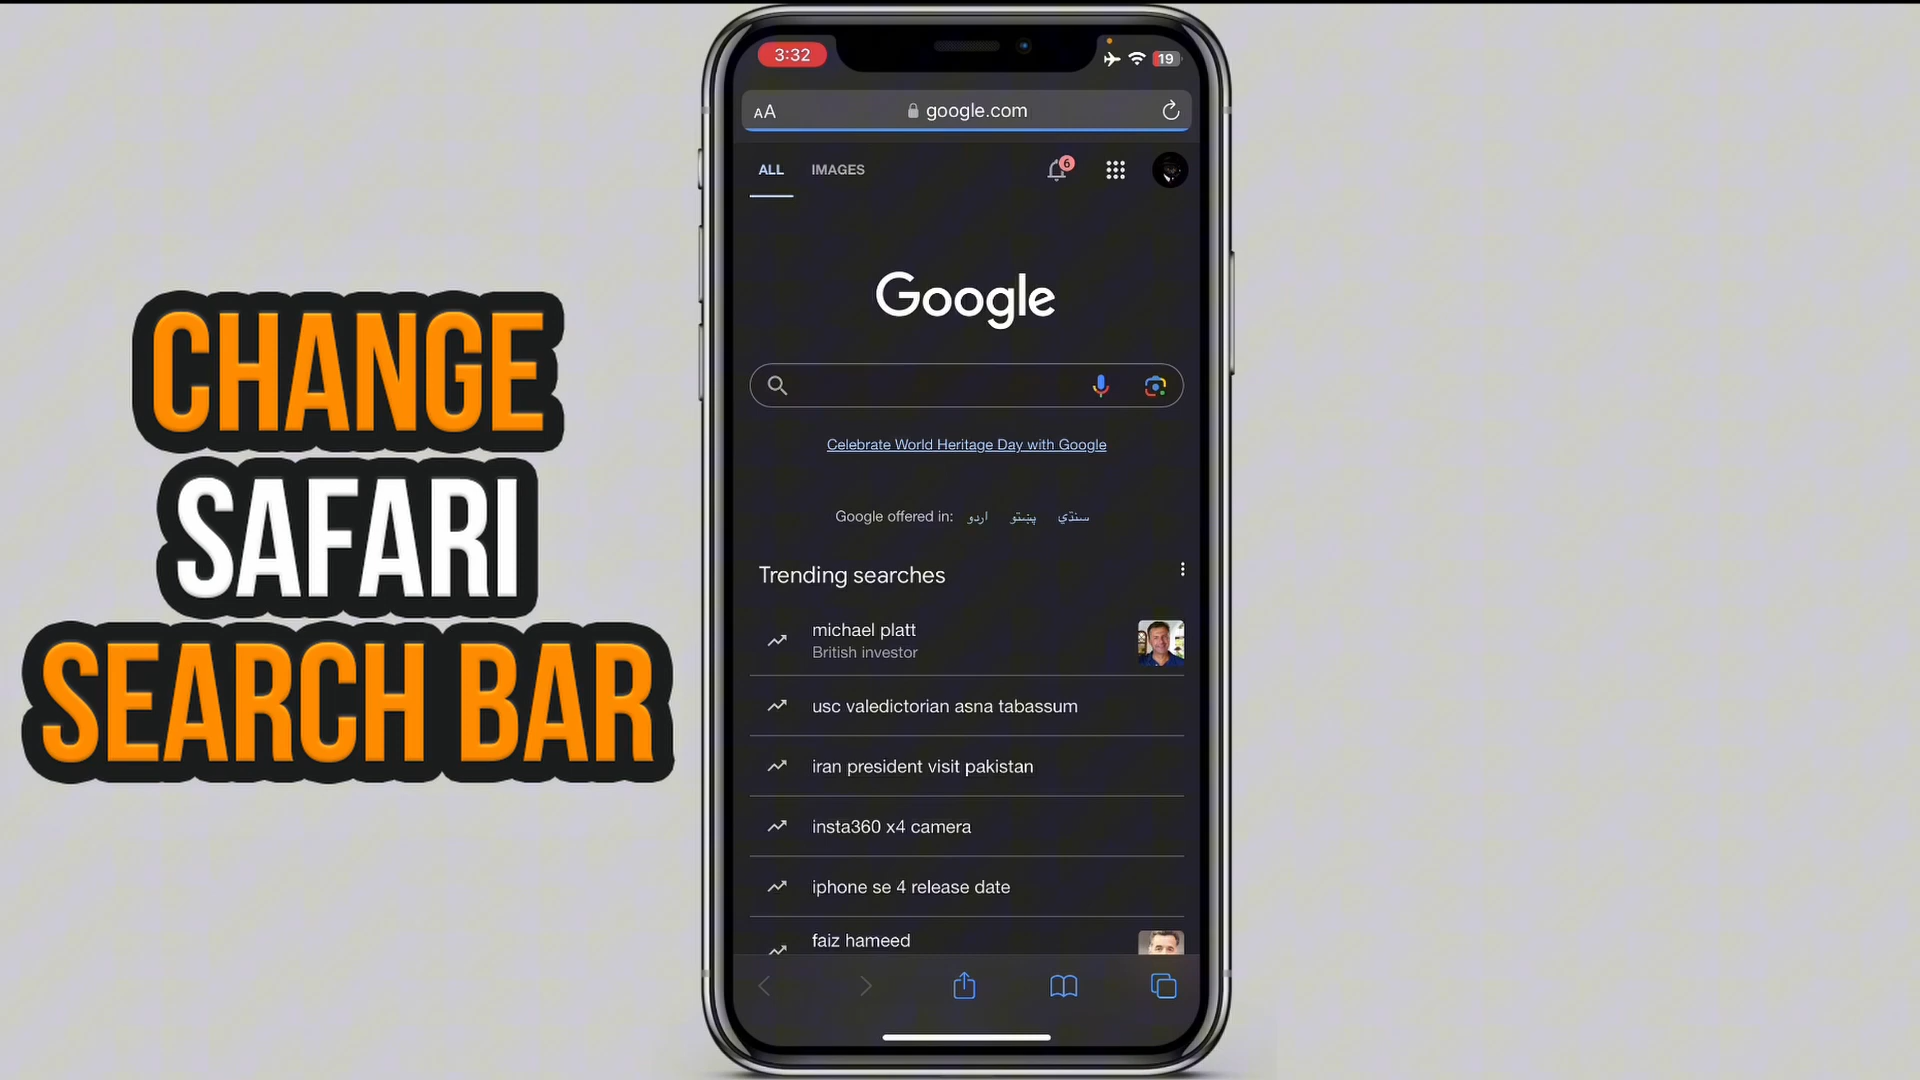 CHANGE
SAFARI
SEARCH BAR
3:32
19
AA
google.com
ALL IMAGES
6
Google
Celebrate World Heritage Day with Google
Google offered in: اردو پښتو سنڌي
Trending searches
michael platt
British investor
usc valedictorian asna tabassum
iran president visit pakistan
insta360 x4 camera
iphone se 4 release date
faiz hameed